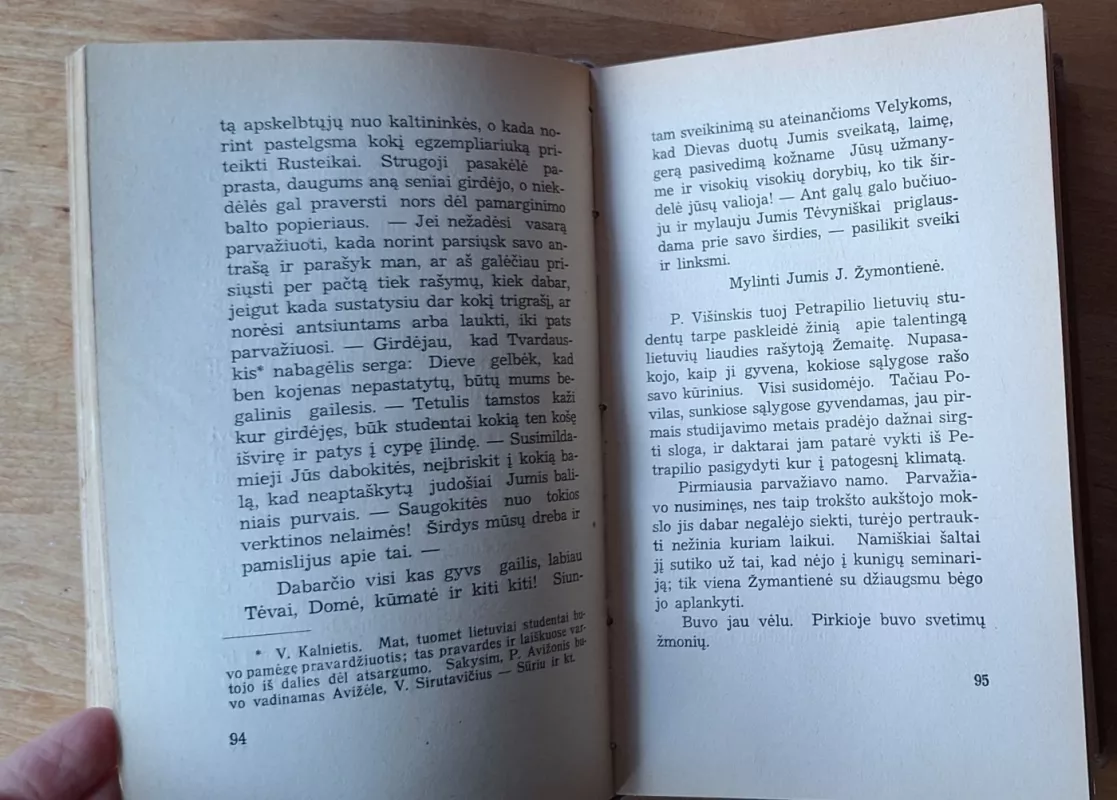 tą apskelbtųjų nuo kaltininkės, o kada no-
rint pastelgsma kokį egzempliariuką pri-
teikti Rusteikai. Strugoji pasakėlė pa-
prasta, daugums aną seniai girdėjo, o niek-
dėlės gal praversti nors dėl pamarginimo
balto popieriaus. — Jei nežadėsi vasarą
parvažiuoti, kada norint parsiųsk savo an-
trašą ir parašyk man, ar aš galėčiau pri-
siųsti per pačtą tiek rašymų, kiek dabar,
jeigut kada sustatysiu dar kokį trigrašį, ar
norėsi antsiuntams arba laukti, iki pats
parvažiuosi. — Girdėjau, kad Tvardaus-
kis* nabagėlis serga: Dieve gelbėk, kad
ben kojenas nepastatytų, būtų mums be-
galinis gailesis. — Tetulis tamstos kaži
kur girdėjęs, būk studentai kokią ten košę
išvirę ir patys į cypę įlindę. — Susimilda-
mieji Jūs dabokitės, neįbriskit į kokią ba-
lą, kad neaptaškytų judošiai Jumis bali-
niais purvais. — Saugokitės nuo tokios
verktinos nelaimės! Širdys mūsų dreba ir
pamislijus apie tai. —
Dabarčio visi kas gyvs gailis, labiau
Tėvai, Domė, kūmatė ir kiti kiti! Siun-
* V. Kalnietis. Mat, tuomet lietuviai studentai bu-
vo pamėgę pravardžiuotis; tas pravardes ir laiškuose var-
tojo iš dalies dėl atsargumo. Sakysim, P. Avižonis bu-
vo vadinamas Avižėle, V. Sirutavičius — Sūriu ir kt.
94
tam sveikinimą su ateinančioms Velykoms,
kad Dievas duotų Jumis sveikatą, laimę,
gerą pasivedimą kožname Jūsų užmany-
me ir visokių visokių dorybių, ko tik šir-
delė jūsų valioja! — Ant galų galo bučiuo-
ju ir mylauju Jumis Tėvyniškai priglaus-
dama prie savo širdies, — pasilikit sveiki
ir linksmi.
Mylinti Jumis J. Žymontienė.
P. Višinskis tuoj Petrapilio lietuvių stu-
dentų tarpe paskleidė žinią apie talentingą
lietuvių liaudies rašytoją Žemaitę. Nupasa-
kojo, kaip ji gyvena, kokiose sąlygose rašo
savo kūrinius. Visi susidomėjo. Tačiau Po-
vilas, sunkiose sąlygose gyvendamas, jau pir-
mais studijavimo metais pradėjo dažnai sirg-
ti sloga, ir daktarai jam patarė vykti iš Pe-
trapilio pasigydyti kur į patogesnį klimatą.
Pirmiausia parvažiavo namo. Parvažia-
vo nusiminęs, nes taip trokšto aukštojo mok-
slo jis dabar negalėjo siekti, turėjo pertrauk-
ti nežinia kuriam laikui. Namiškiai šaltai
jį sutiko už tai, kad nėjo į kunigų seminari-
ją; tik viena Žymantienė su džiaugsmu bėgo
jo aplankyti.
Buvo jau vėlu. Pirkioje buvo svetimų
žmonių.
95